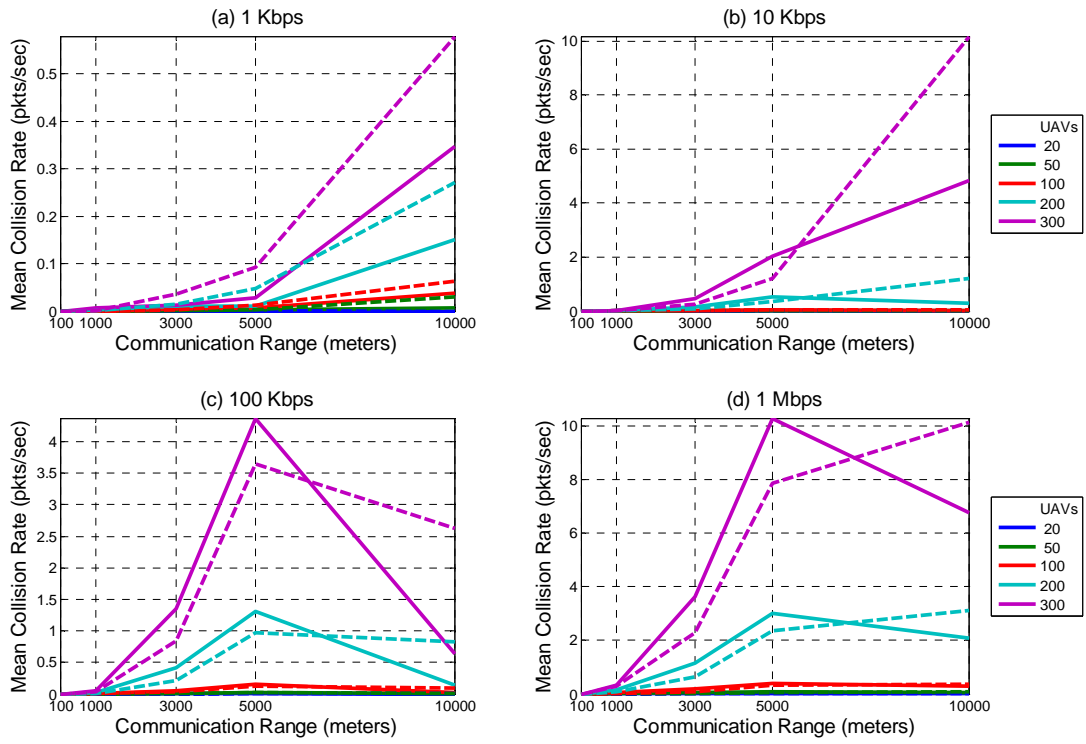 (a) 1 Kbps
Mean Collision Rate (pkts/sec)
0.5
0.4
0.3
0.2
0.1
0
100 1000 3000 5000 10000
Communication Range (meters)
(b) 10 Kbps
Mean Collision Rate (pkts/sec)
10
8
6
4
2
0
100 1000 3000 5000 10000
Communication Range (meters)
UAVs
20
50
100
200
300
(c) 100 Kbps
Mean Collision Rate (pkts/sec)
4
3.5
3
2.5
2
1.5
1
0.5
0
100 1000 3000 5000 10000
Communication Range (meters)
(d) 1 Mbps
Mean Collision Rate (pkts/sec)
10
8
6
4
2
0
100 1000 3000 5000 10000
Communication Range (meters)
UAVs
20
50
100
200
300